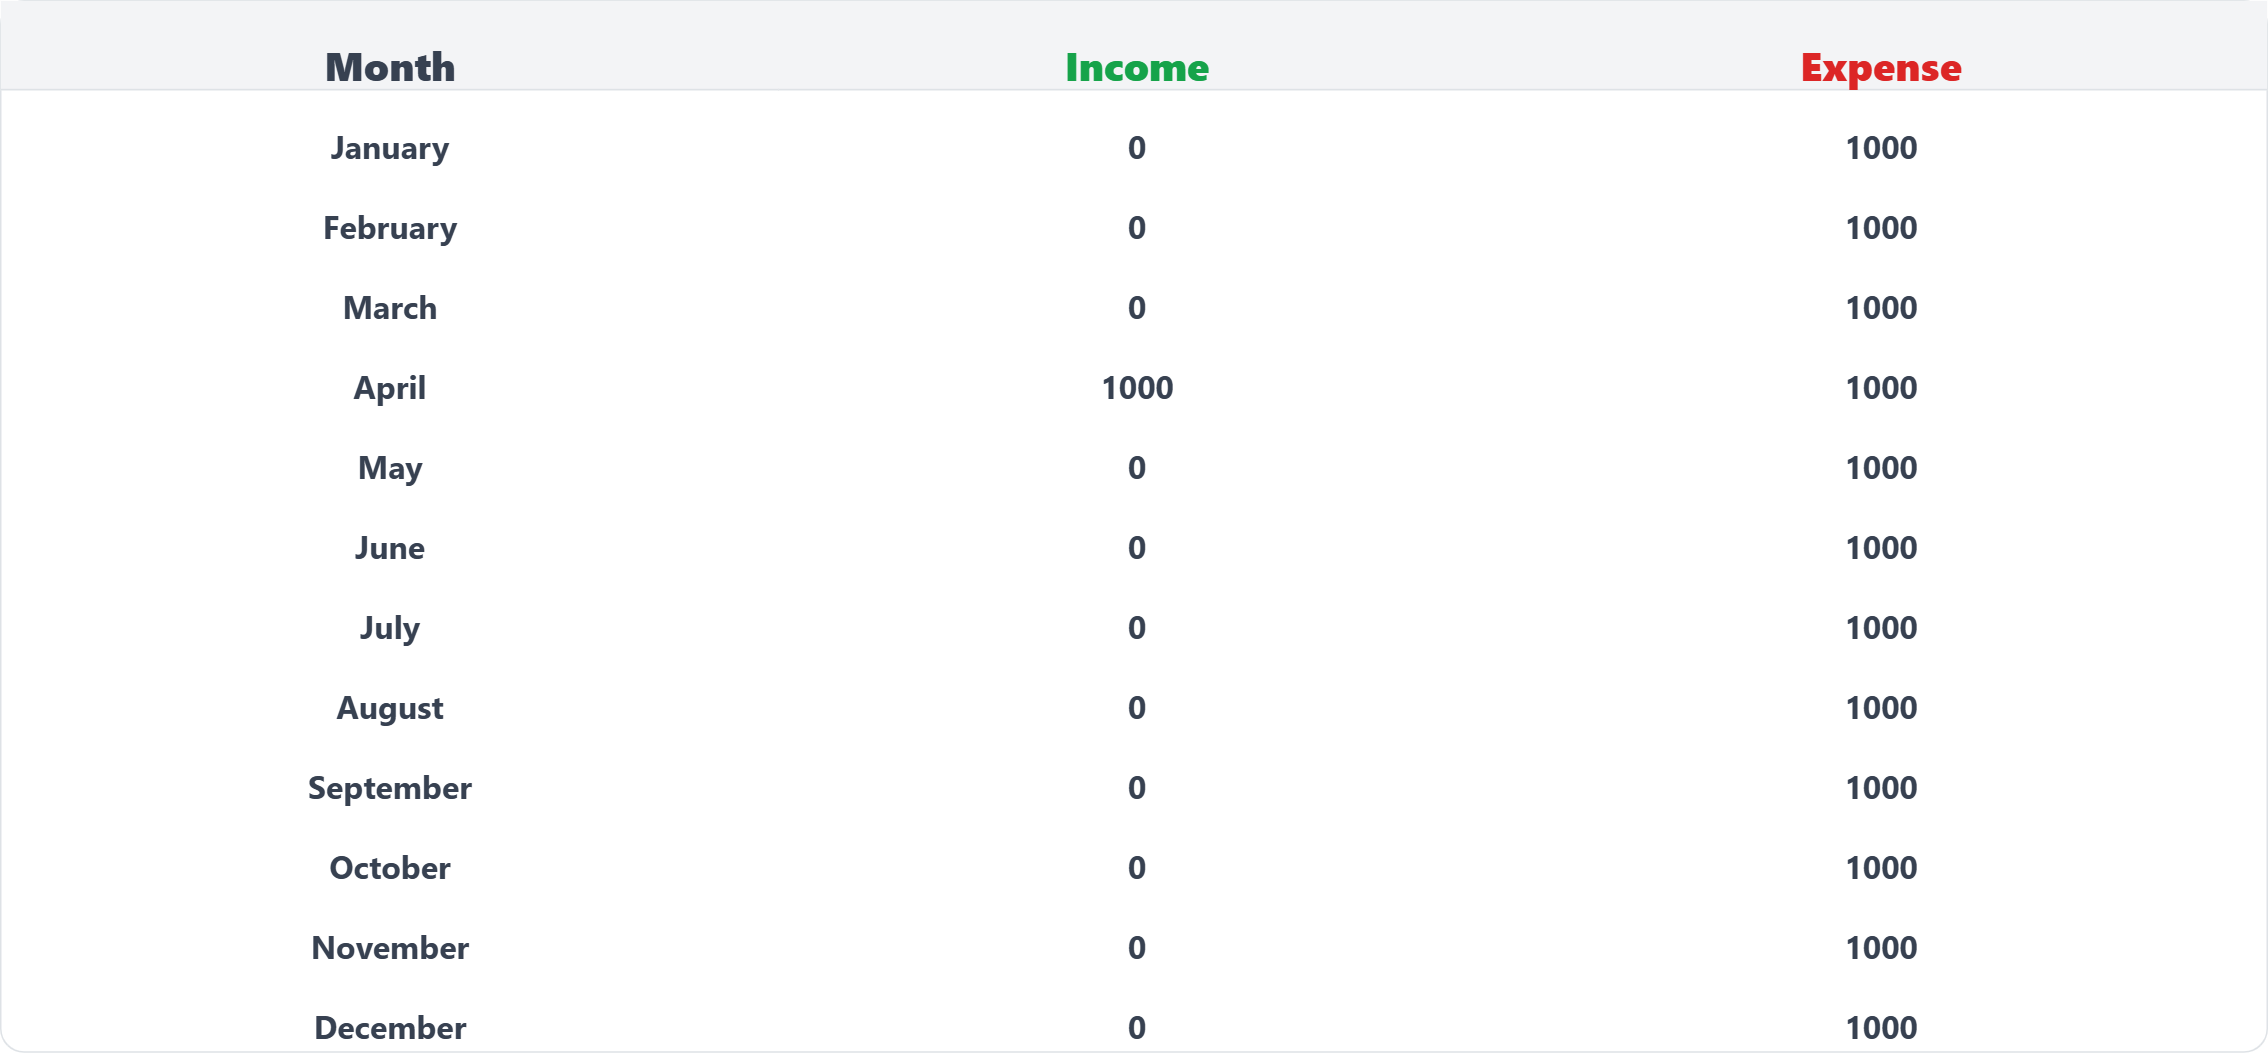 Month Income Expense
January 0 1000
February 0 1000
March 0 1000
April 1000 1000
May 0 1000
June 0 1000
July 0 1000
August 0 1000
September 0 1000
October 0 1000
November 0 1000
December 0 1000